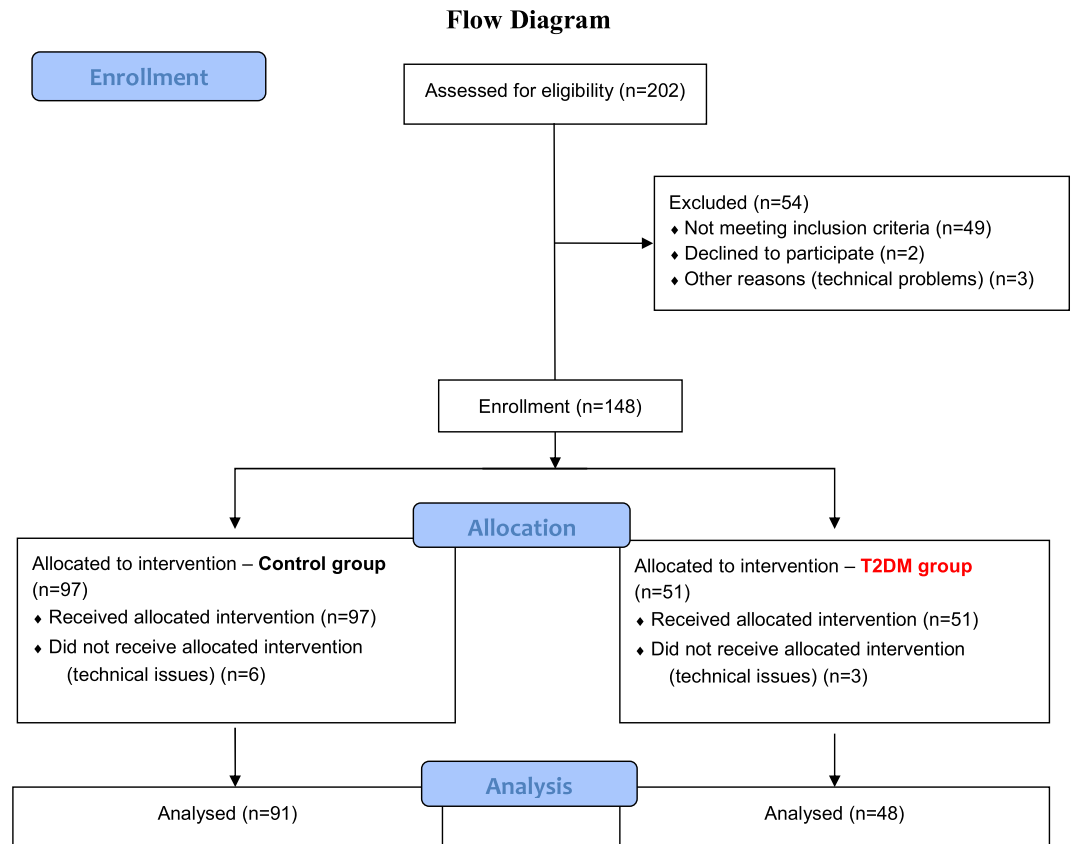 Flow Diagram
Enrollment
Assessed for eligibility (n=202)
Excluded (n=54)
♦ Not meeting inclusion criteria (n=49)
♦ Declined to participate (n=2)
♦ Other reasons (technical problems) (n=3)
Enrollment (n=148)
Allocation
Allocated to intervention – Control group
(n=97)
♦ Received allocated intervention (n=97)
♦ Did not receive allocated intervention
(technical issues) (n=6)
Allocated to intervention – T2DM group
(n=51)
♦ Received allocated intervention (n=51)
♦ Did not receive allocated intervention
(technical issues) (n=3)
Analysis
Analysed (n=91)
Analysed (n=48)